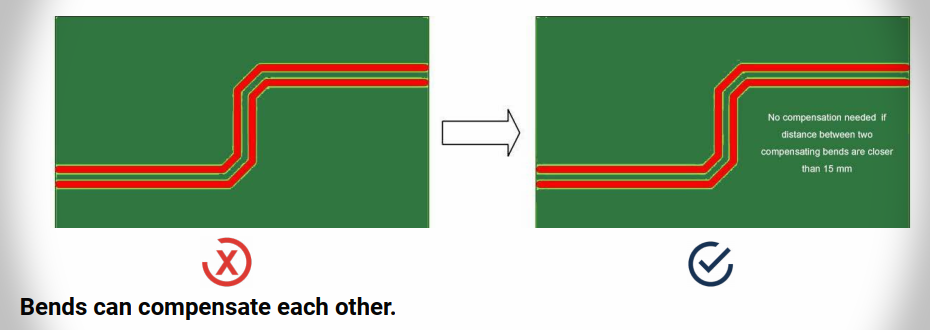 No compensation needed if
distance between two
compensating bends are closer
than 15 mm
X
Bends can compensate each other.